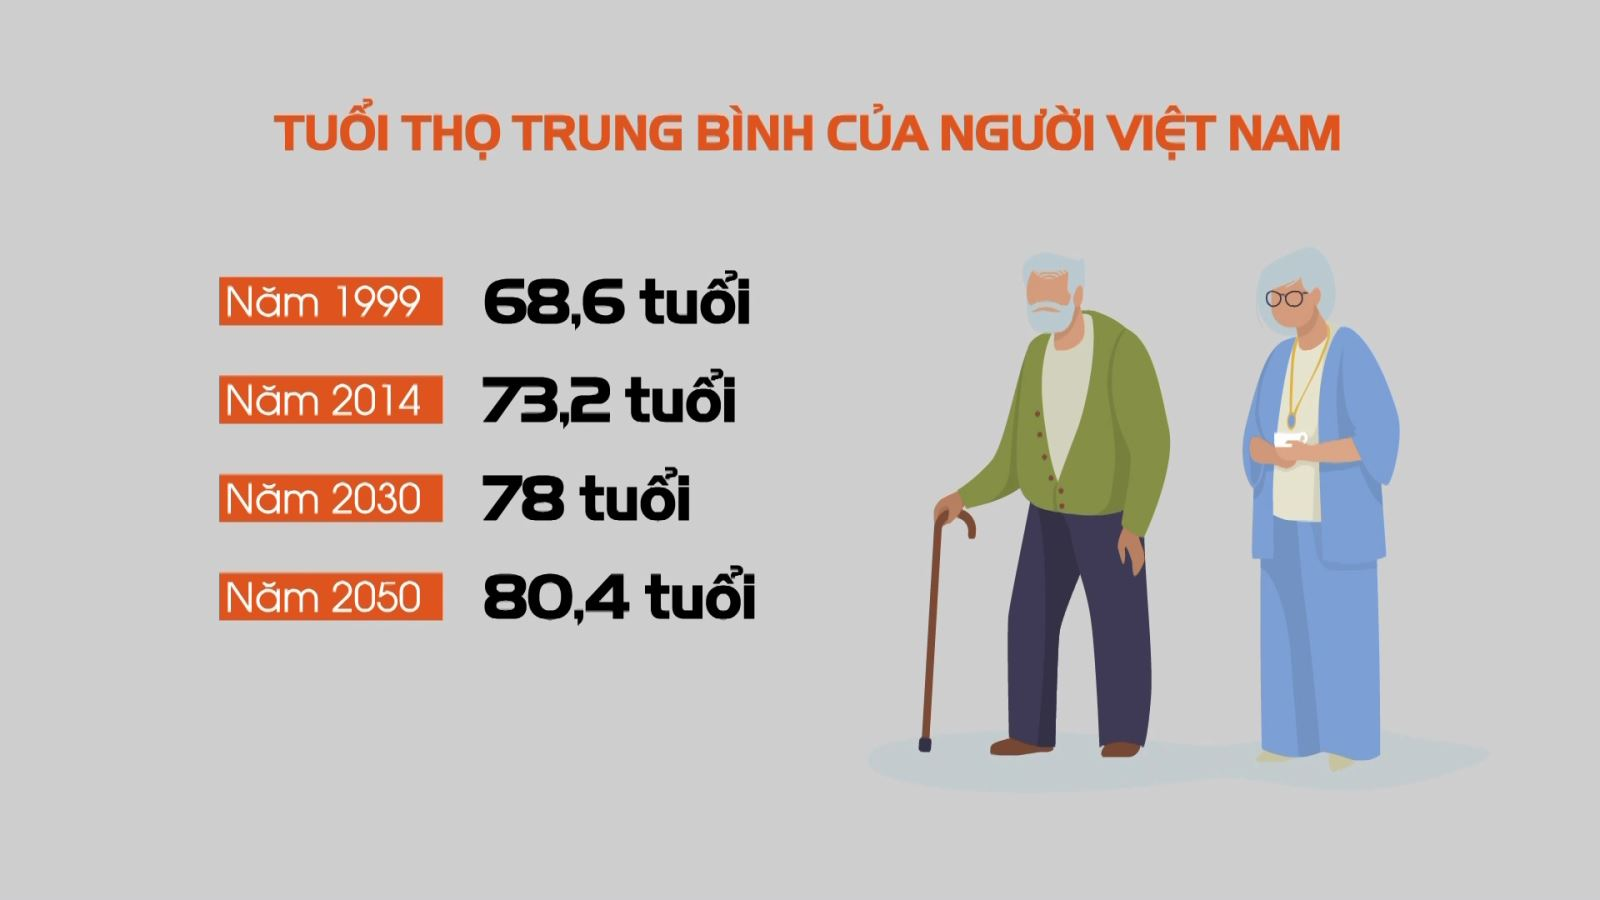 TUỔI THỌ TRUNG BÌNH CỦA NGƯỜI VIỆT NAM
Năm 1999 68,6 tuổi
Năm 2014 73,2 tuổi
Năm 2030 78 tuổi
Năm 2050 80,4 tuổi